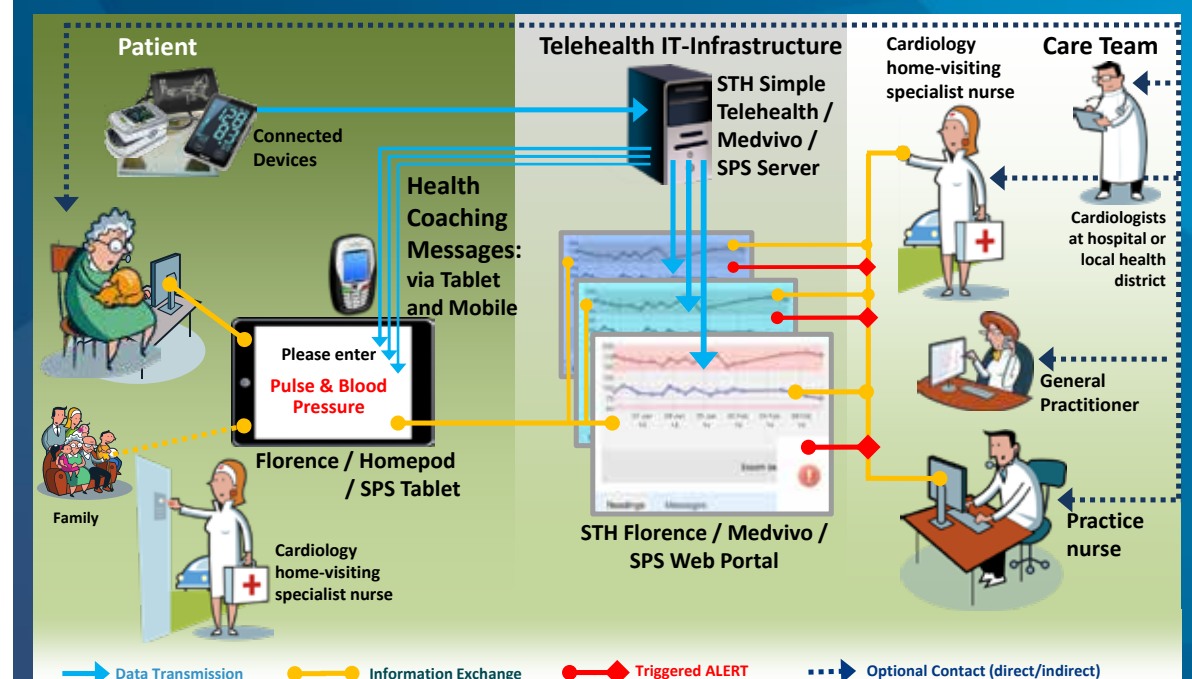 Patient
Telehealth IT-Infrastructure
Cardiology
home-visiting
specialist nurse
Care Team
Connected
Devices
STH Simple
Telehealth /
Medvivo /
SPS Server
Health
Coaching
Messages:
via Tablet
and Mobile
Cardiologists
at hospital or
local health
district
Please enter
Pulse & Blood
Pressure
General
Practitioner
Florence / Homepod
/ SPS Tablet
Family
Readings Messages
STH Florence / Medvivo /
SPS Web Portal
Practice
nurse
Cardiology
home-visiting
specialist nurse
Data Transmission
Information Exchange
Triggered ALERT
Optional Contact (direct/indirect)